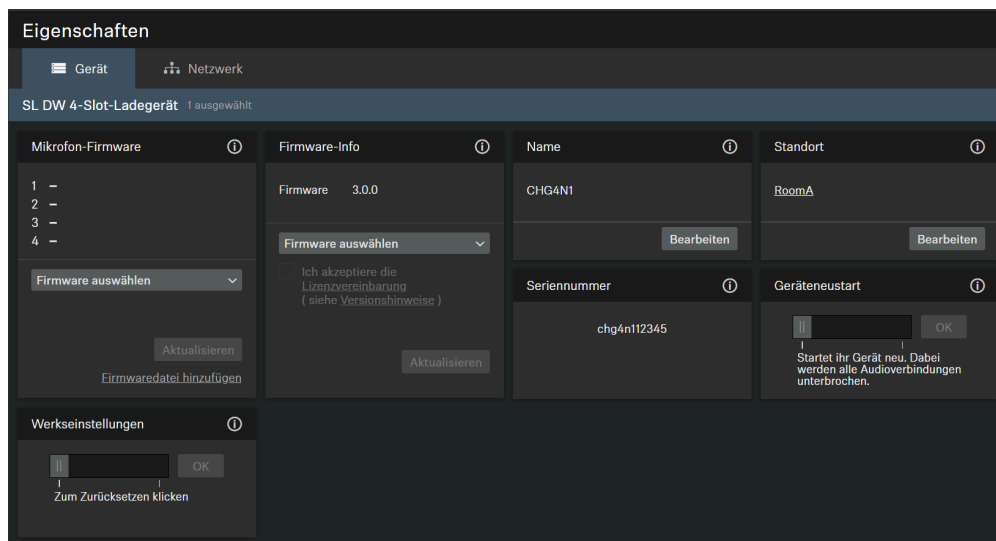 Eigenschaften
Gerät
Netzwerk
SL DW 4-Slot-Ladegerät 1 ausgewählt
Mikrofon-Firmware
1 –
2 –
3 –
4 –
Firmware auswählen
Aktualisieren
Firmwaredatei hinzufügen
Firmware-Info
Firmware 3.0.0
Firmware auswählen
Ich akzeptiere die
Lizenzvereinbarung
( siehe Versionshinweise )
Aktualisieren
Name
CHG4N1
Bearbeiten
Standort
RoomA
Bearbeiten
Seriennummer
chg4n112345
Geräteneustart
OK
Startet ihr Gerät neu. Dabei
werden alle Audioverbindungen
unterbrochen.
Werkseinstellungen
OK
Zum Zurücksetzen klicken